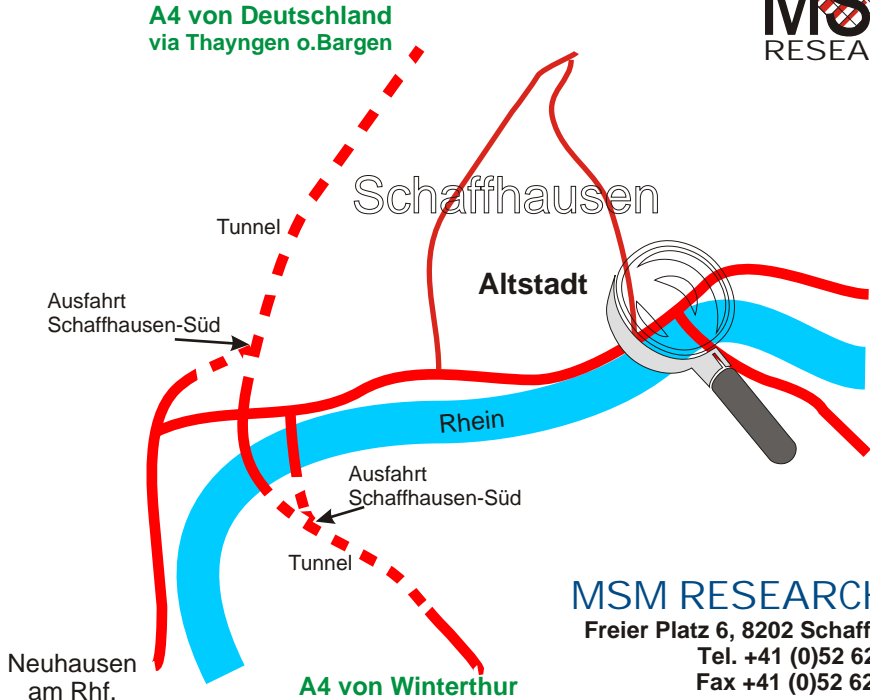 A4 von Deutschland
via Thayngen o.Bargen
RESEA
Schaffhausen
Tunnel
Altstadt
Ausfahrt
Schaffhausen-Süd
Rhein
Ausfahrt
Schaffhausen-Süd
Tunnel
MSM RESEARCH
Freier Platz 6, 8202 Schaff
Tel. +41 (0)52 62
Fax +41 (0)52 62
Neuhausen
am Rhf.
A4 von Winterthur